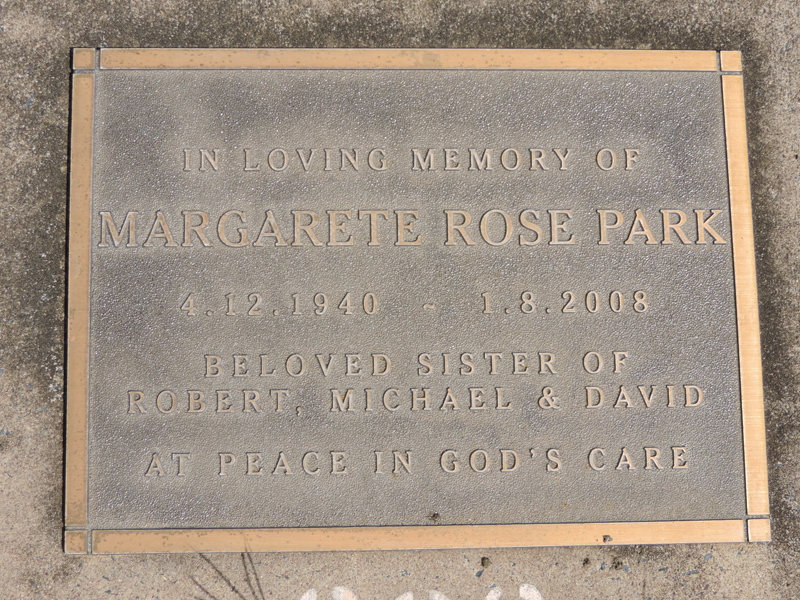 IN LOVING MEMORY OF
MARGARETE ROSE PARK
4.12.1940 - 1.8.2008
BELOVED SISTER OF
ROBERT, MICHAEL & DAVID
AT PEACE IN GOD'S CARE